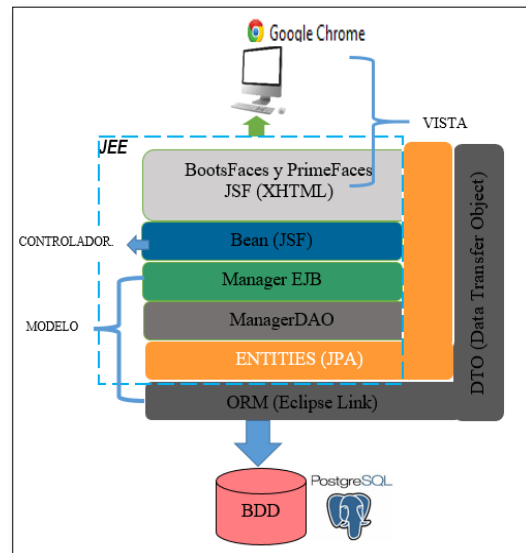 Google Chrome
VISTA
JEE
BootsFaces y PrimeFaces
JSF (XHTML)
CONTROLADOR.
Bean (JSF)
Manager EJB
MODELO
ManagerDAO
ENTITIES (JPA)
DTO (Data Transfer Object)
ORM (Eclipse Link)
PostgreSQL
BDD